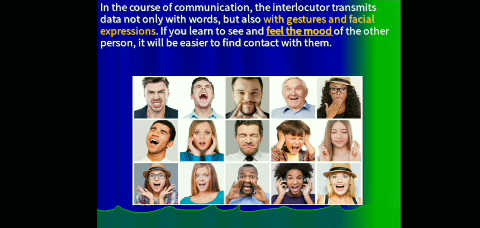 In the course of communication, the interlocutor transmits
data not only with words, but also with gestures and facial
expressions. If you learn to see and feel the mood of the other
person, it will be easier to find contact with them.